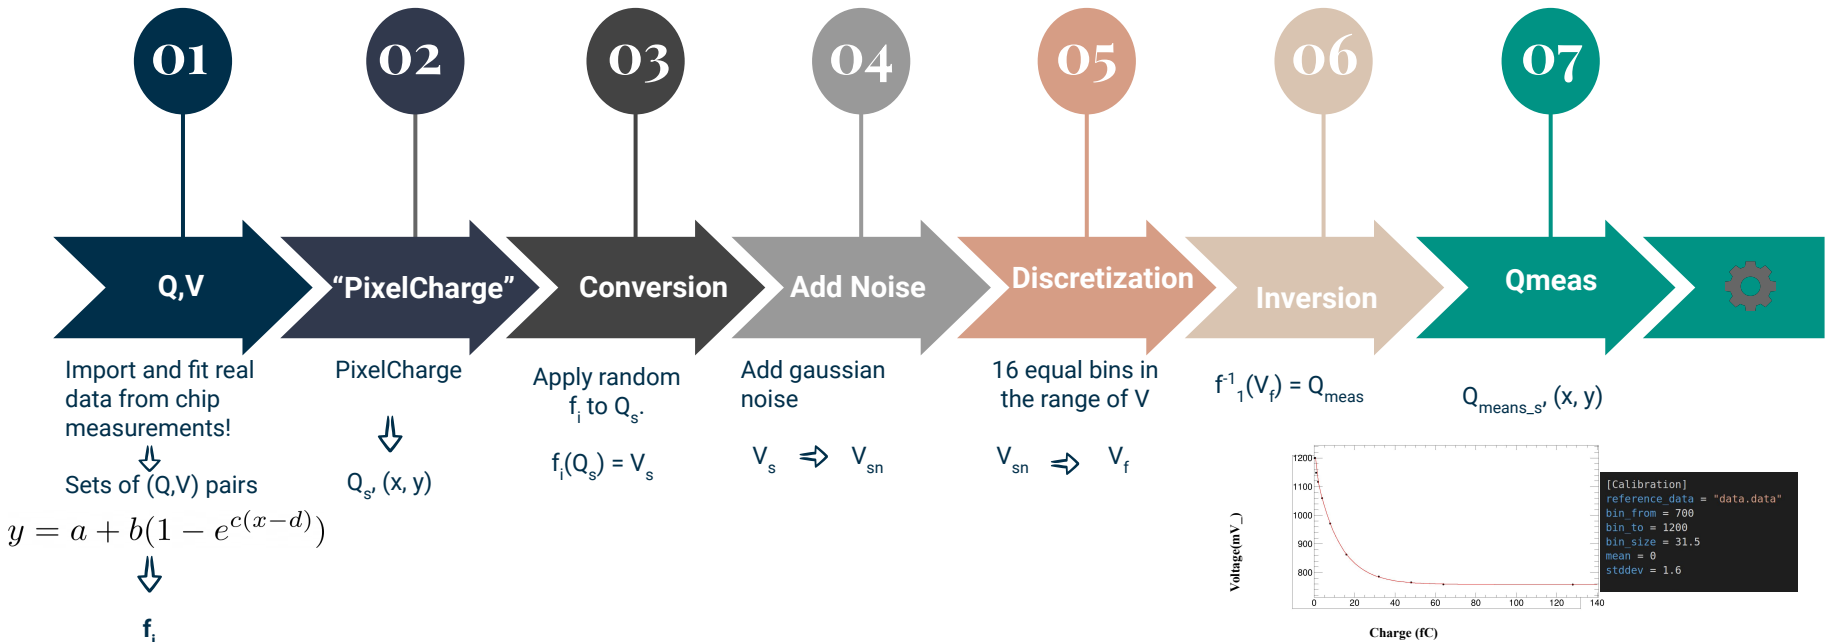 01
02
03
04
05
06
07
Q,V
“PixelCharge”
Conversion
Add Noise
Discretization
Inversion
Qmeas
Import and fit real
data from chip
measurements!
Sets of (Q,V) pairs
y = a + b(1 − e^{c(x−d)})
f_i
PixelCharge
Q_s, (x, y)
Apply random
f_i to Q_s.
f_i(Q_s) = V_s
Add gaussian
noise
V_s V_sn
16 equal bins in
the range of V
V_sn V_f
f^{-1}_1(V_f) = Q_meas
Q_means_s, (x, y)
Voltage(mV_)
1200
1100
1000
900
800
0 20 40 60 80 100 120 140
Charge (fC)
[Calibration]
reference_data = "data.data"
bin_from = 700
bin_to = 1200
bin_size = 31.5
mean = 0
stddev = 1.6